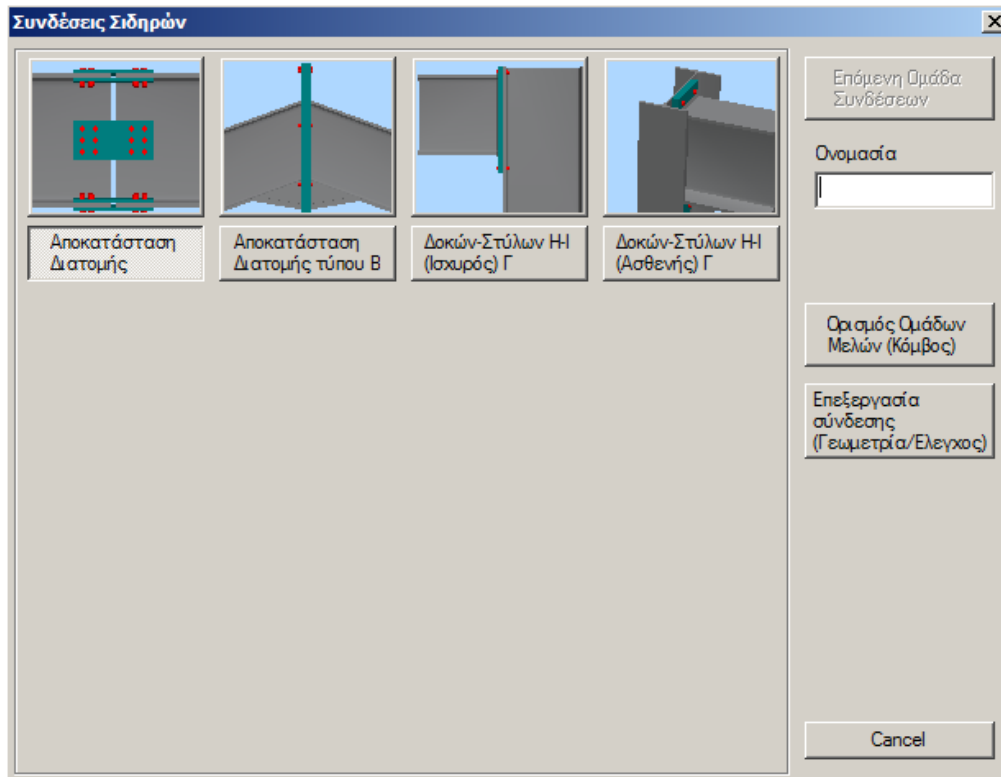 Συνδέσεις Σιδηρών
Αποκατάσταση
Διατομής
Αποκατάσταση
Διατομής τύπου Β
Δοκών-Στύλων Η-Ι
(Ισχυρός) Γ
Δοκών-Στύλων Η-Ι
(Ασθενής) Γ
Επόμενη Ομάδα
Συνδέσεων
Ονομασία
Ορισμός Ομάδων
Μελών (Κόμβος)
Επεξεργασία
σύνδεσης
(Γεωμετρία/Ελεγχος)
Cancel